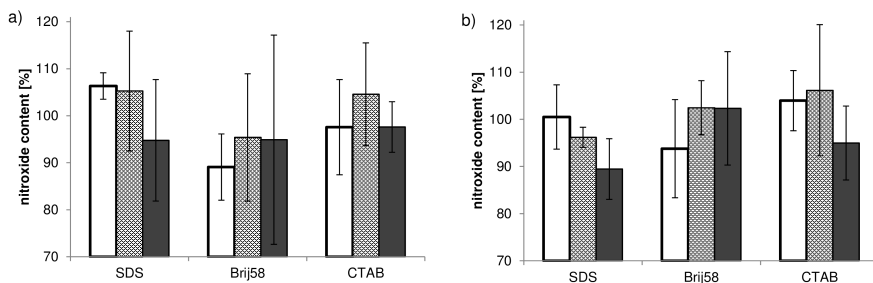 a)
nitroxide content [%]
120
110
100
90
80
70
SDS Brij58 CTAB
b)
nitroxide content [%]
120
110
100
90
80
70
SDS Brij58 CTAB